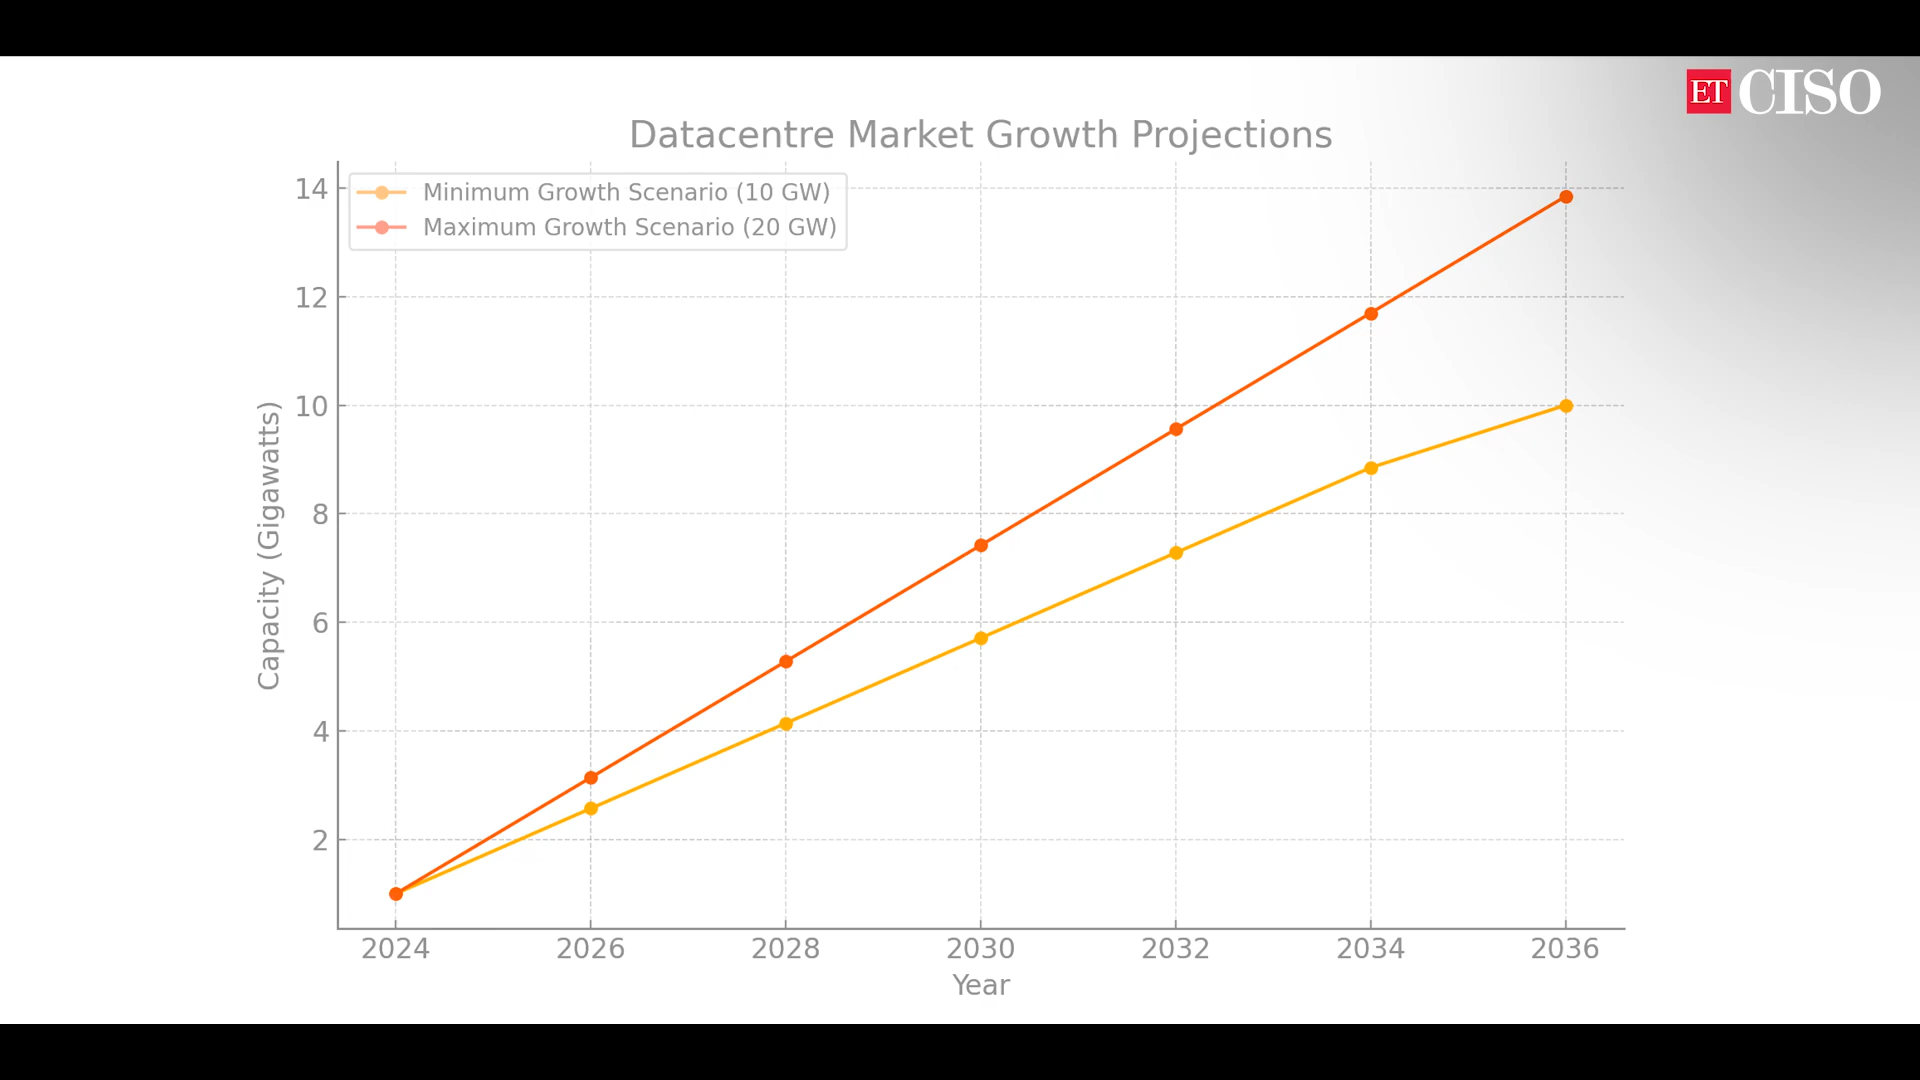 ET CISO
Datacentre Market Growth Projections
Minimum Growth Scenario (10 GW)
Maximum Growth Scenario (20 GW)
14
12
10
8
6
4
2
Capacity (Gigawatts)
2024 2026 2028 2030 2032 2034 2036
Year